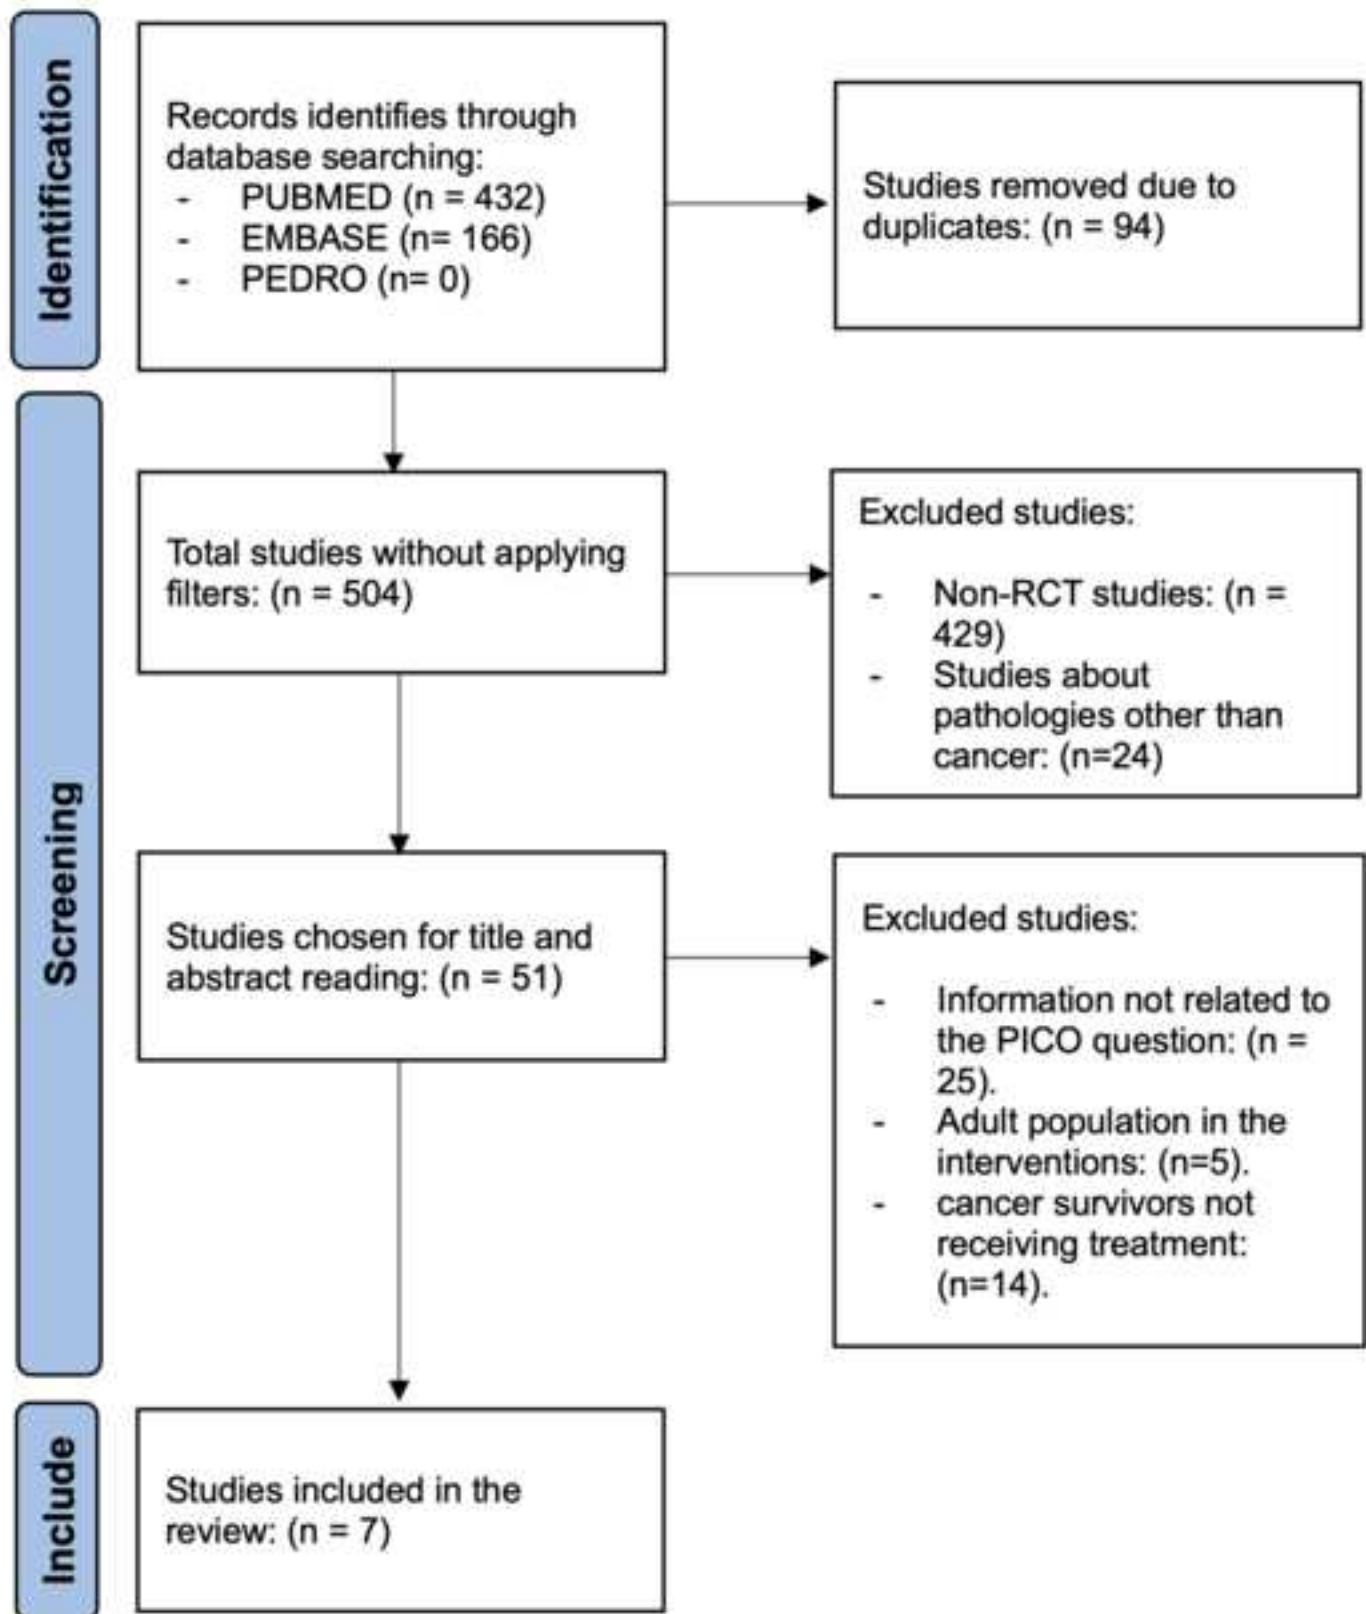 Identification
Records identifies through
database searching:
- PUBMED (n = 432)
- EMBASE (n= 166)
- PEDRO (n= 0)
Studies removed due to
duplicates: (n = 94)
Screening
Total studies without applying
filters: (n = 504)
Excluded studies:
- Non-RCT studies: (n =
429)
- Studies about
pathologies other than
cancer: (n=24)
Studies chosen for title and
abstract reading: (n = 51)
Excluded studies:
- Information not related to
the PICO question: (n =
25).
- Adult population in the
interventions: (n=5).
- cancer survivors not
receiving treatment:
(n=14).
Include
Studies included in the
review: (n = 7)